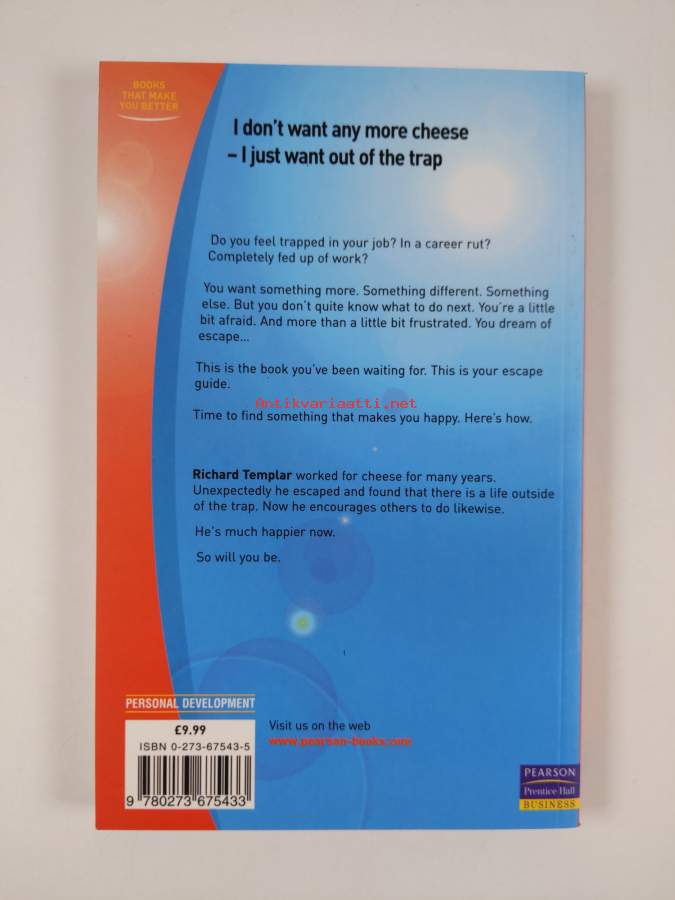 BOOKS
THAT MAKE
YOU BETTER
I don't want any more cheese
– I just want out of the trap
Do you feel trapped in your job? In a career rut?
Completely fed up of work?
You want something more. Something different. Something
else. But you don't quite know what to do next. You're a little
bit afraid. And more than a little bit frustrated. You dream of
escape...
This is the book you've been waiting for. This is your escape
guide.
Antikvariaatti.net
Time to find something that makes you happy. Here's how.
Richard Templar worked for cheese for many years.
Unexpectedly he escaped and found that there is a life outside
of the trap. Now he encourages others to do likewise.
He's much happier now.
So will you be.
PERSONAL DEVELOPMENT
£9.99
ISBN 0-273-67543-5
9 780273 675433
Visit us on the web
www.pearson-books.com
PEARSON
Prentice Hall
BUSINESS